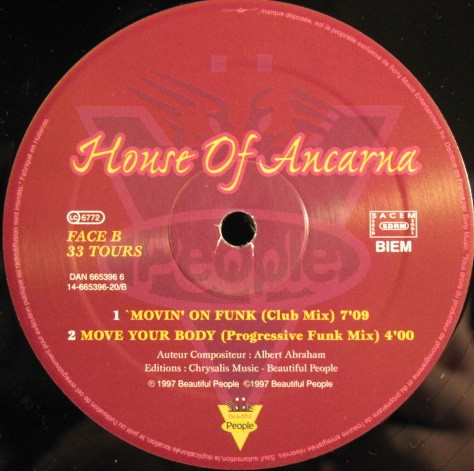 House Of Ancarna
LC 6772
FACE B
33 TOURS
SACEM
SDRM
BIEM
DAN 665396 6
14-665396-20/B
1 `MOVIN' ON FUNK (Club Mix) 7'09
2 MOVE YOUR BODY (Progressive Funk Mix) 4'00
Auteur Compositeur : Albert Abraham
Editions : Chrysalis Music - Beautiful People
℗ 1997 Beautiful People ©1997 Beautiful People
Beautiful
People
People